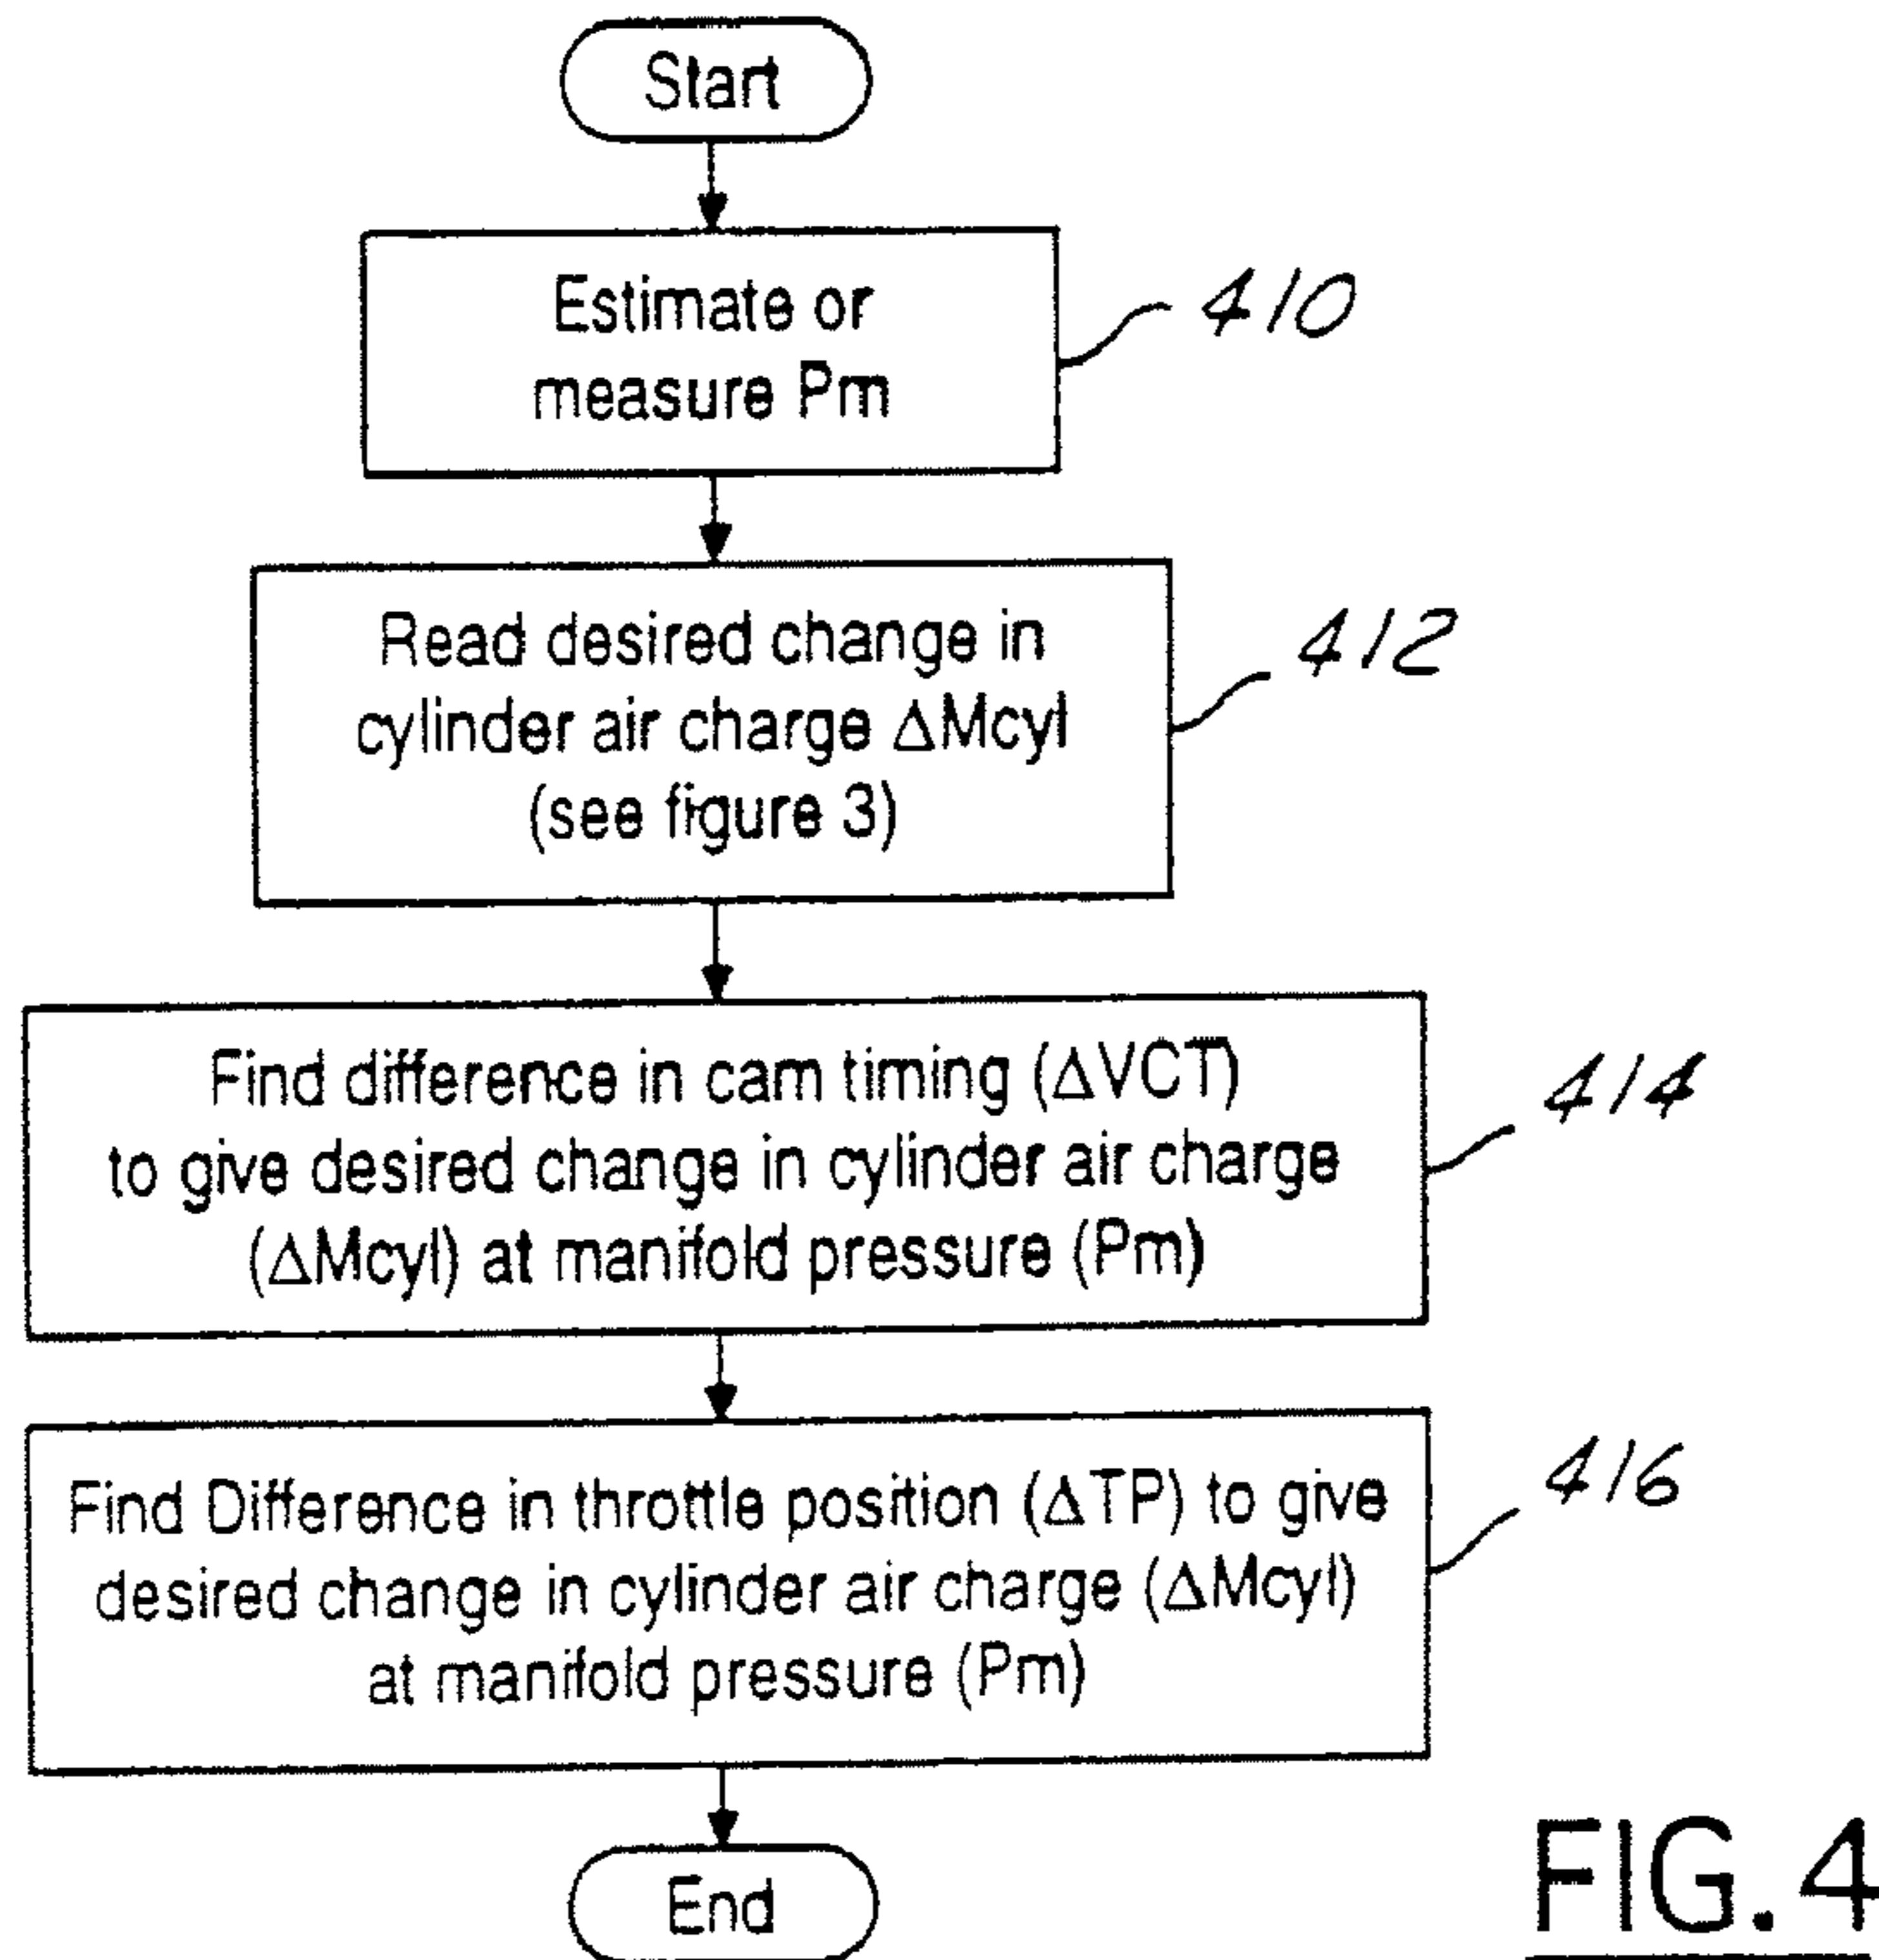 Start
Estimate or
measure Pm
410
Read desired change in
cylinder air charge ΔMcyl
(see figure 3)
412
Find difference in cam timing (ΔVCT)
to give desired change in cylinder air charge
(ΔMcyl) at manifold pressure (Pm)
414
Find Difference in throttle position (ΔTP) to give
desired change in cylinder air charge (ΔMcyl)
at manifold pressure (Pm)
416
End
FIG.4